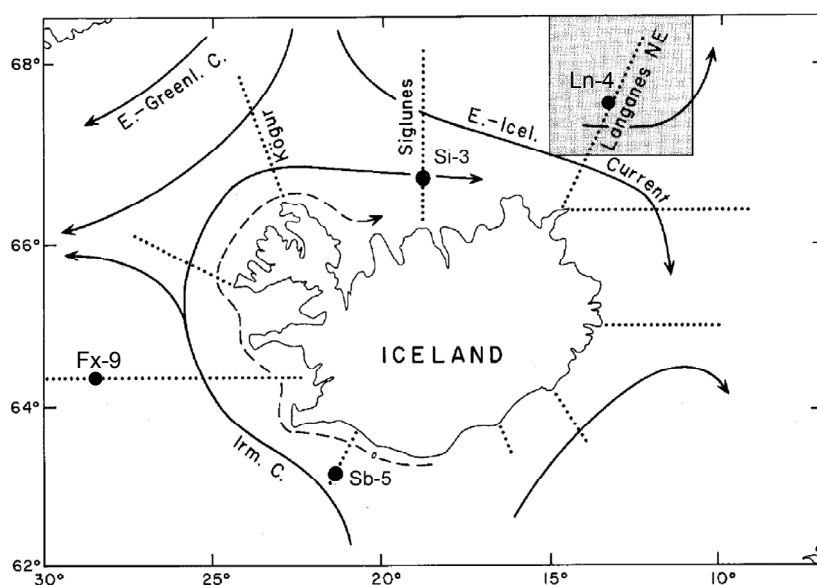 68°
66°
64°
62°
30°
25°
20°
15°
10°
E.-Greenl. C.
Kögur
Siglunes
Si-3
E.-Icel.
Current
Ln-4
Langanes NE
Fx-9
ICELAND
Irm. C.
Sb-5